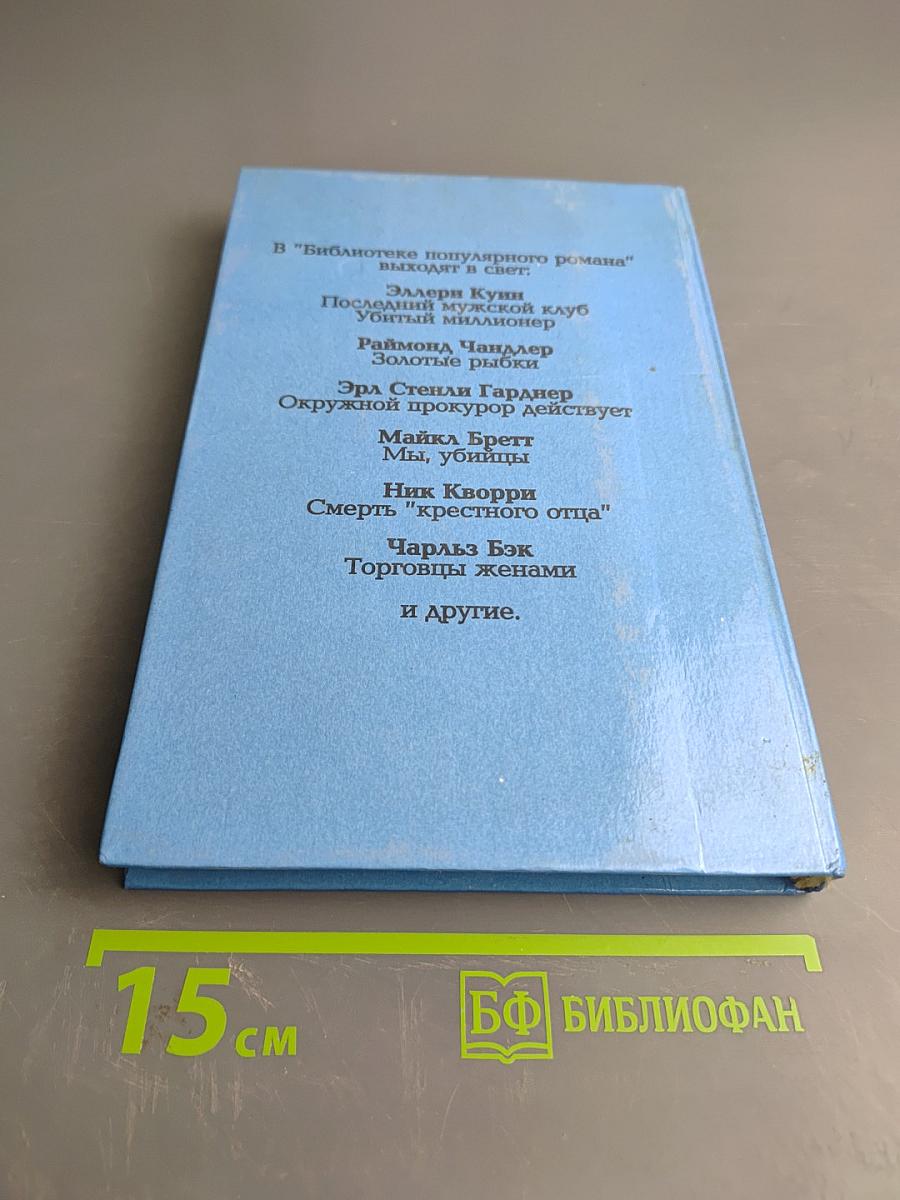 В "Библиотеке популярного романа"
выходят в свет:
Эллери Куин
Последний мужской клуб
Убитый миллионер
Раймонд Чандлер
Золотые рыбки
Эрл Стенли Гарднер
Окружной прокурор действует
Майкл Бретт
Мы, убийцы
Ник Кворри
Смерть "крестного отца"
Чарльз Бэк
Торговцы женами
и другие.
15 см
БФ БИБЛИОФАН